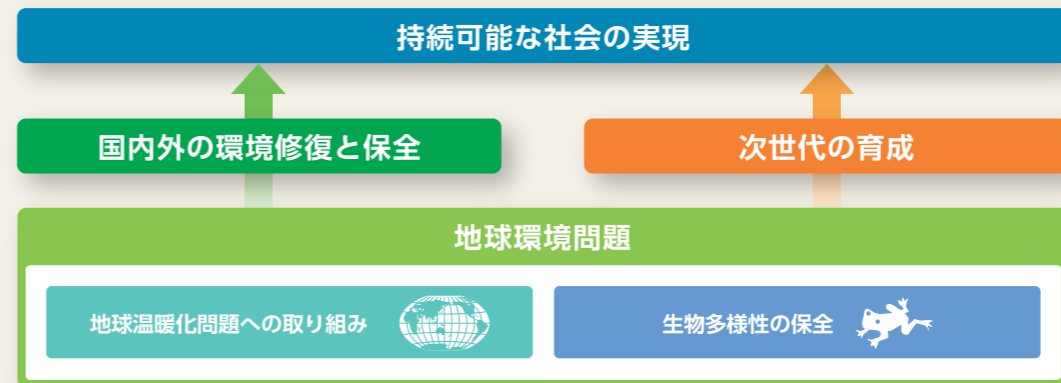 持続可能な社会の実現
国内外の環境修復と保全
次世代の育成
地球環境問題
地球温暖化問題への取り組み
生物多様性の保全